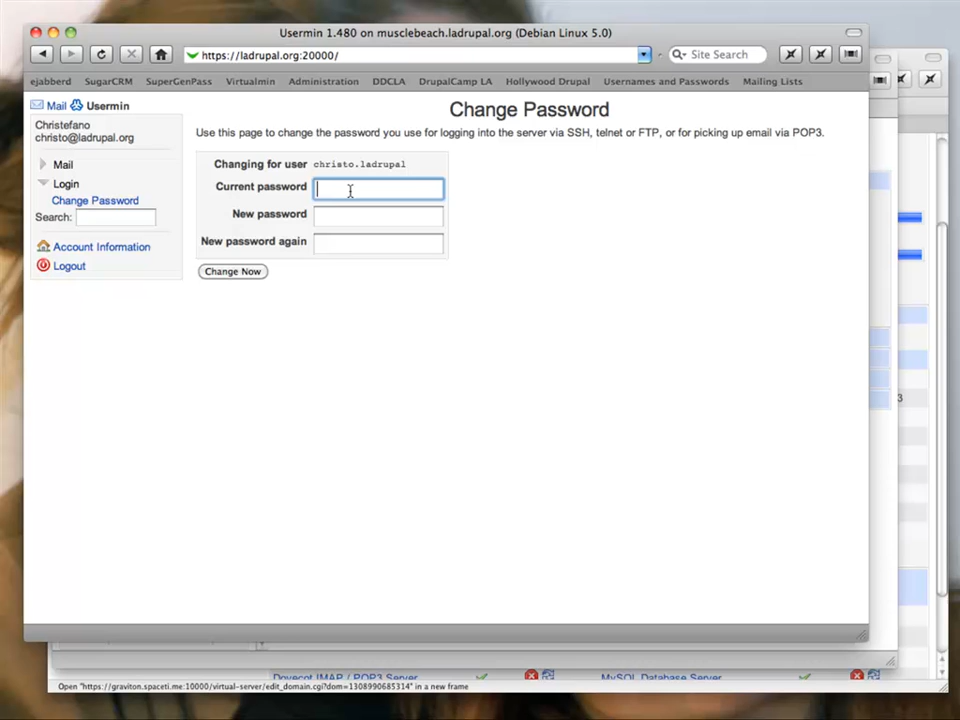 Usermin 1.480 on musclebeach.ladrupal.org (Debian Linux 5.0)
https://ladrupal.org:20000/
Site Search
ejabberd SugarCRM SuperGenPass Virtualmin Administration DDCLA DrupalCamp LA Hollywood Drupal Usernames and Passwords Mailing Lists
Mail Usermin
Christefano
christo@ladrupal.org
Mail
Login
Change Password
Search:
Account Information
Logout
Change Password
Use this page to change the password you use for logging into the server via SSH, telnet or FTP, or for picking up email via POP3.
Changing for user christo.ladrupal
Current password
New password
New password again
Change Now
3
Dovecot IMAP / POP3 Server
MySQL Database Server
Open "https://graviton.spaceti.me:10000/virtual-server/edit_domain.cgi?dom=1308990685314" in a new frame